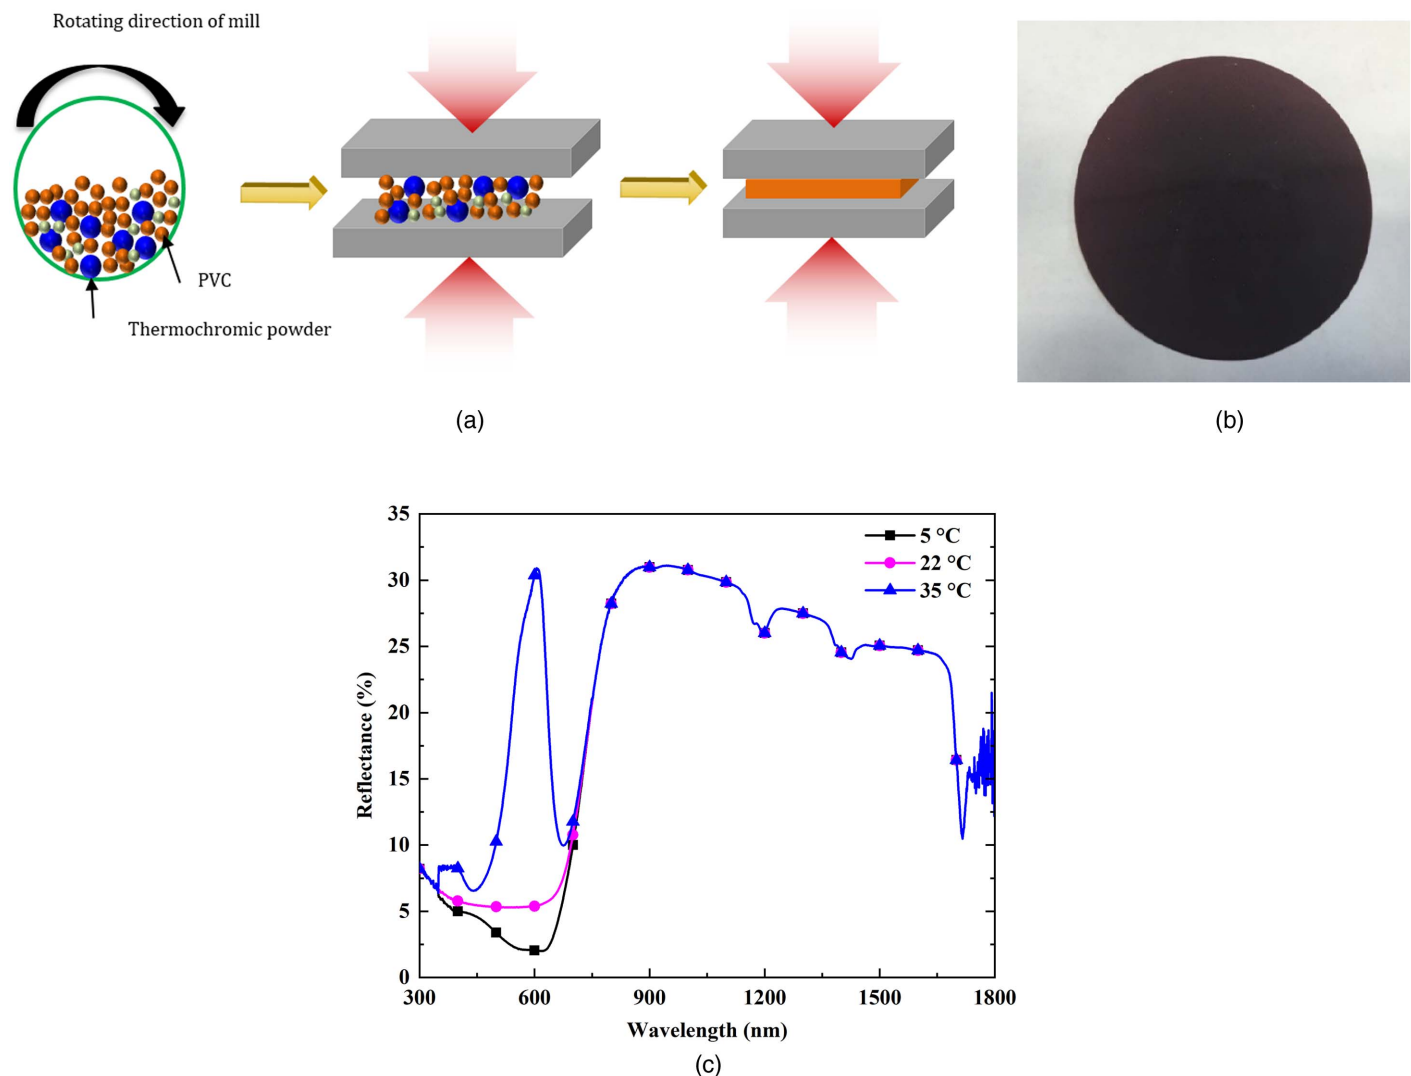 Rotating direction of mill
PVC
Thermochromic powder
(a)
(b)
35
30
25
20
15
10
5
0
Reflectance (%)
5 °C
22 °C
35 °C
300 600 900 1200 1500 1800
Wavelength (nm)
(c)